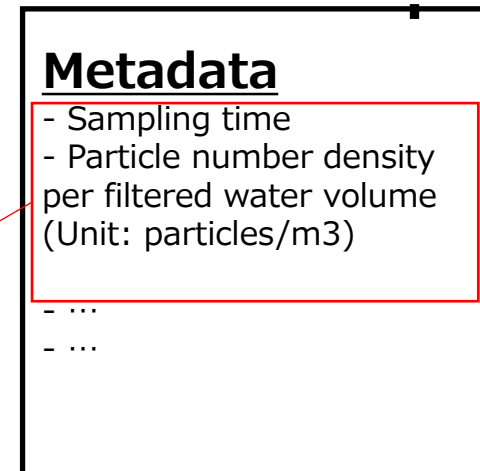 Metadata
- Sampling time
- Particle number density
per filtered water volume
(Unit: particles/m3)
- …
- …